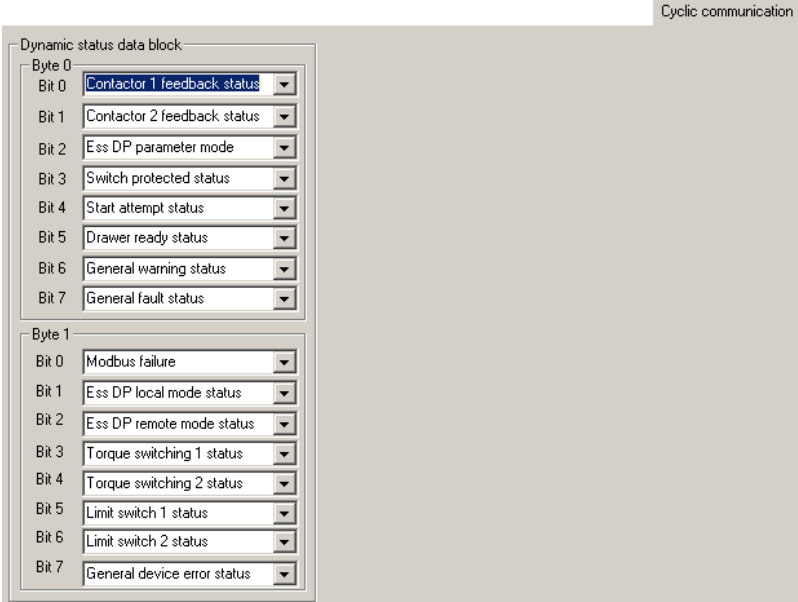 Cyclic communication
Dynamic status data block
Byte 0
Bit 0 Contactor 1 feedback status
Bit 1 Contactor 2 feedback status
Bit 2 Ess DP parameter mode
Bit 3 Switch protected status
Bit 4 Start attempt status
Bit 5 Drawer ready status
Bit 6 General warning status
Bit 7 General fault status
Byte 1
Bit 0 Modbus failure
Bit 1 Ess DP local mode status
Bit 2 Ess DP remote mode status
Bit 3 Torque switching 1 status
Bit 4 Torque switching 2 status
Bit 5 Limit switch 1 status
Bit 6 Limit switch 2 status
Bit 7 General device error status